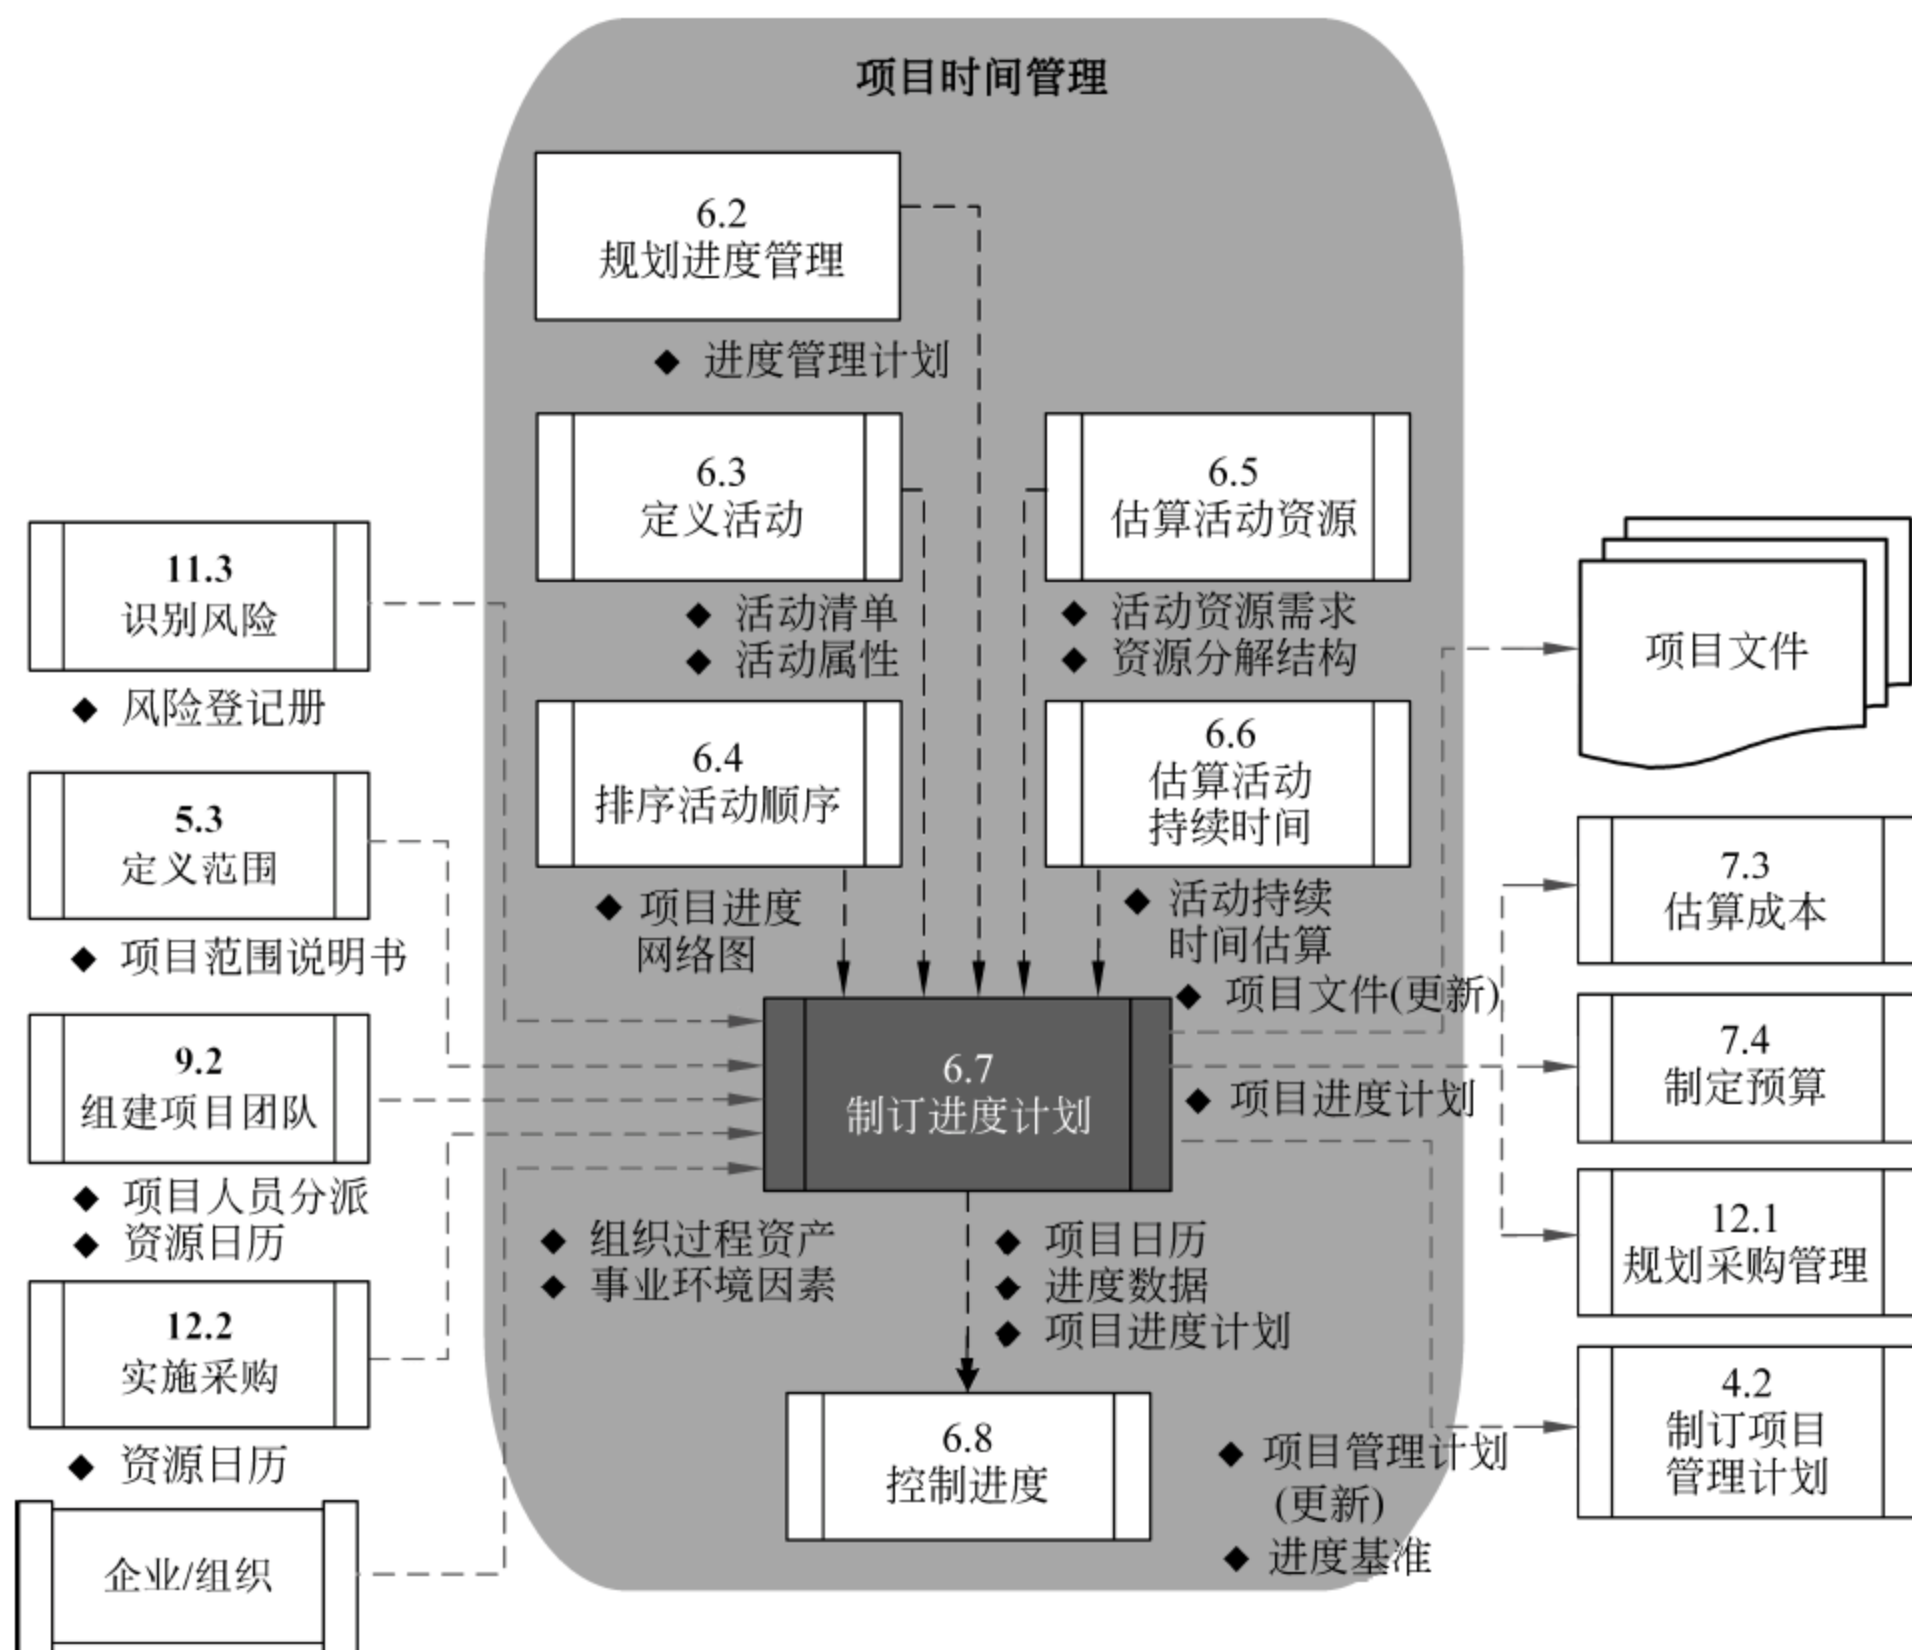 项目时间管理
6.2
规划进度管理
◆ 进度管理计划
6.3
定义活动
◆ 活动清单
◆ 活动属性
6.5
估算活动资源
◆ 活动资源需求
◆ 资源分解结构
6.4
排序活动顺序
◆ 项目进度
网络图
6.6
估算活动
持续时间
◆ 活动持续
时间估算
11.3
识别风险
◆ 风险登记册
5.3
定义范围
◆ 项目范围说明书
9.2
组建项目团队
◆ 项目人员分派
◆ 资源日历
12.2
实施采购
◆ 资源日历
企业/组织
◆ 组织过程资产
◆ 事业环境因素
6.7
制订进度计划
◆ 项目文件(更新)
◆ 项目进度计划
◆ 项目日历
◆ 进度数据
◆ 项目进度计划
6.8
控制进度
◆ 项目管理计划
(更新)
◆ 进度基准
项目文件
7.3
估算成本
7.4
制定预算
12.1
规划采购管理
4.2
制订项目
管理计划